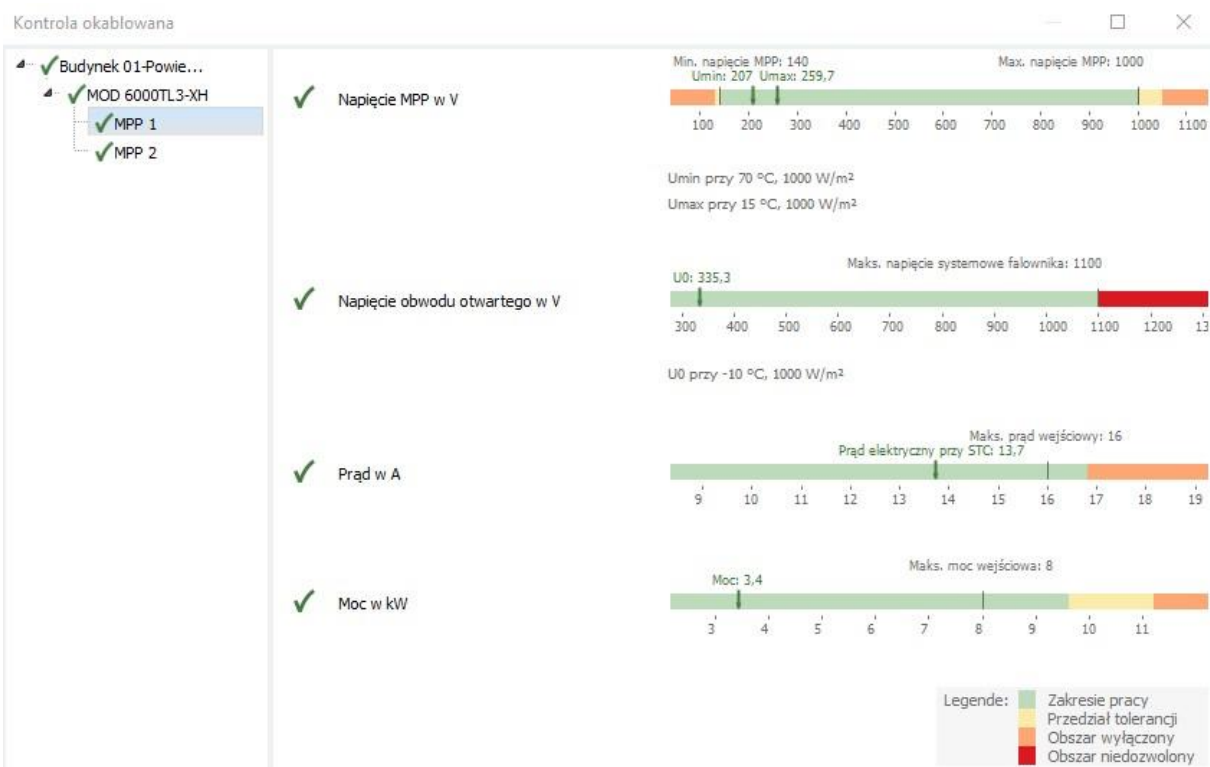 Kontrola okablowana
Budynek 01-Powie...
MOD 6000TL3-XH
MPP 1
MPP 2
Napięcie MPP w V
Min. napięcie MPP: 140
Max. napięcie MPP: 1000
Umin: 207 Umax: 259,7
100 200 300 400 500 600 700 800 900 1000 1100
Umin przy 70 ºC, 1000 W/m²
Umax przy 15 ºC, 1000 W/m²
Napięcie obwodu otwartego w V
Maks. napięcie systemowe falownika: 1100
U0: 335,3
300 400 500 600 700 800 900 1000 1100 1200 13
U0 przy -10 ºC, 1000 W/m²
Prąd w A
Maks. prąd wejściowy: 16
Prąd elektryczny przy STC: 13,7
9 10 11 12 13 14 15 16 17 18 19
Moc w kW
Maks. moc wejściowa: 8
Moc: 3,4
3 4 5 6 7 8 9 10 11
Legende:
Zakresie pracy
Przedział tolerancji
Obszar wyłączony
Obszar niedozwolony